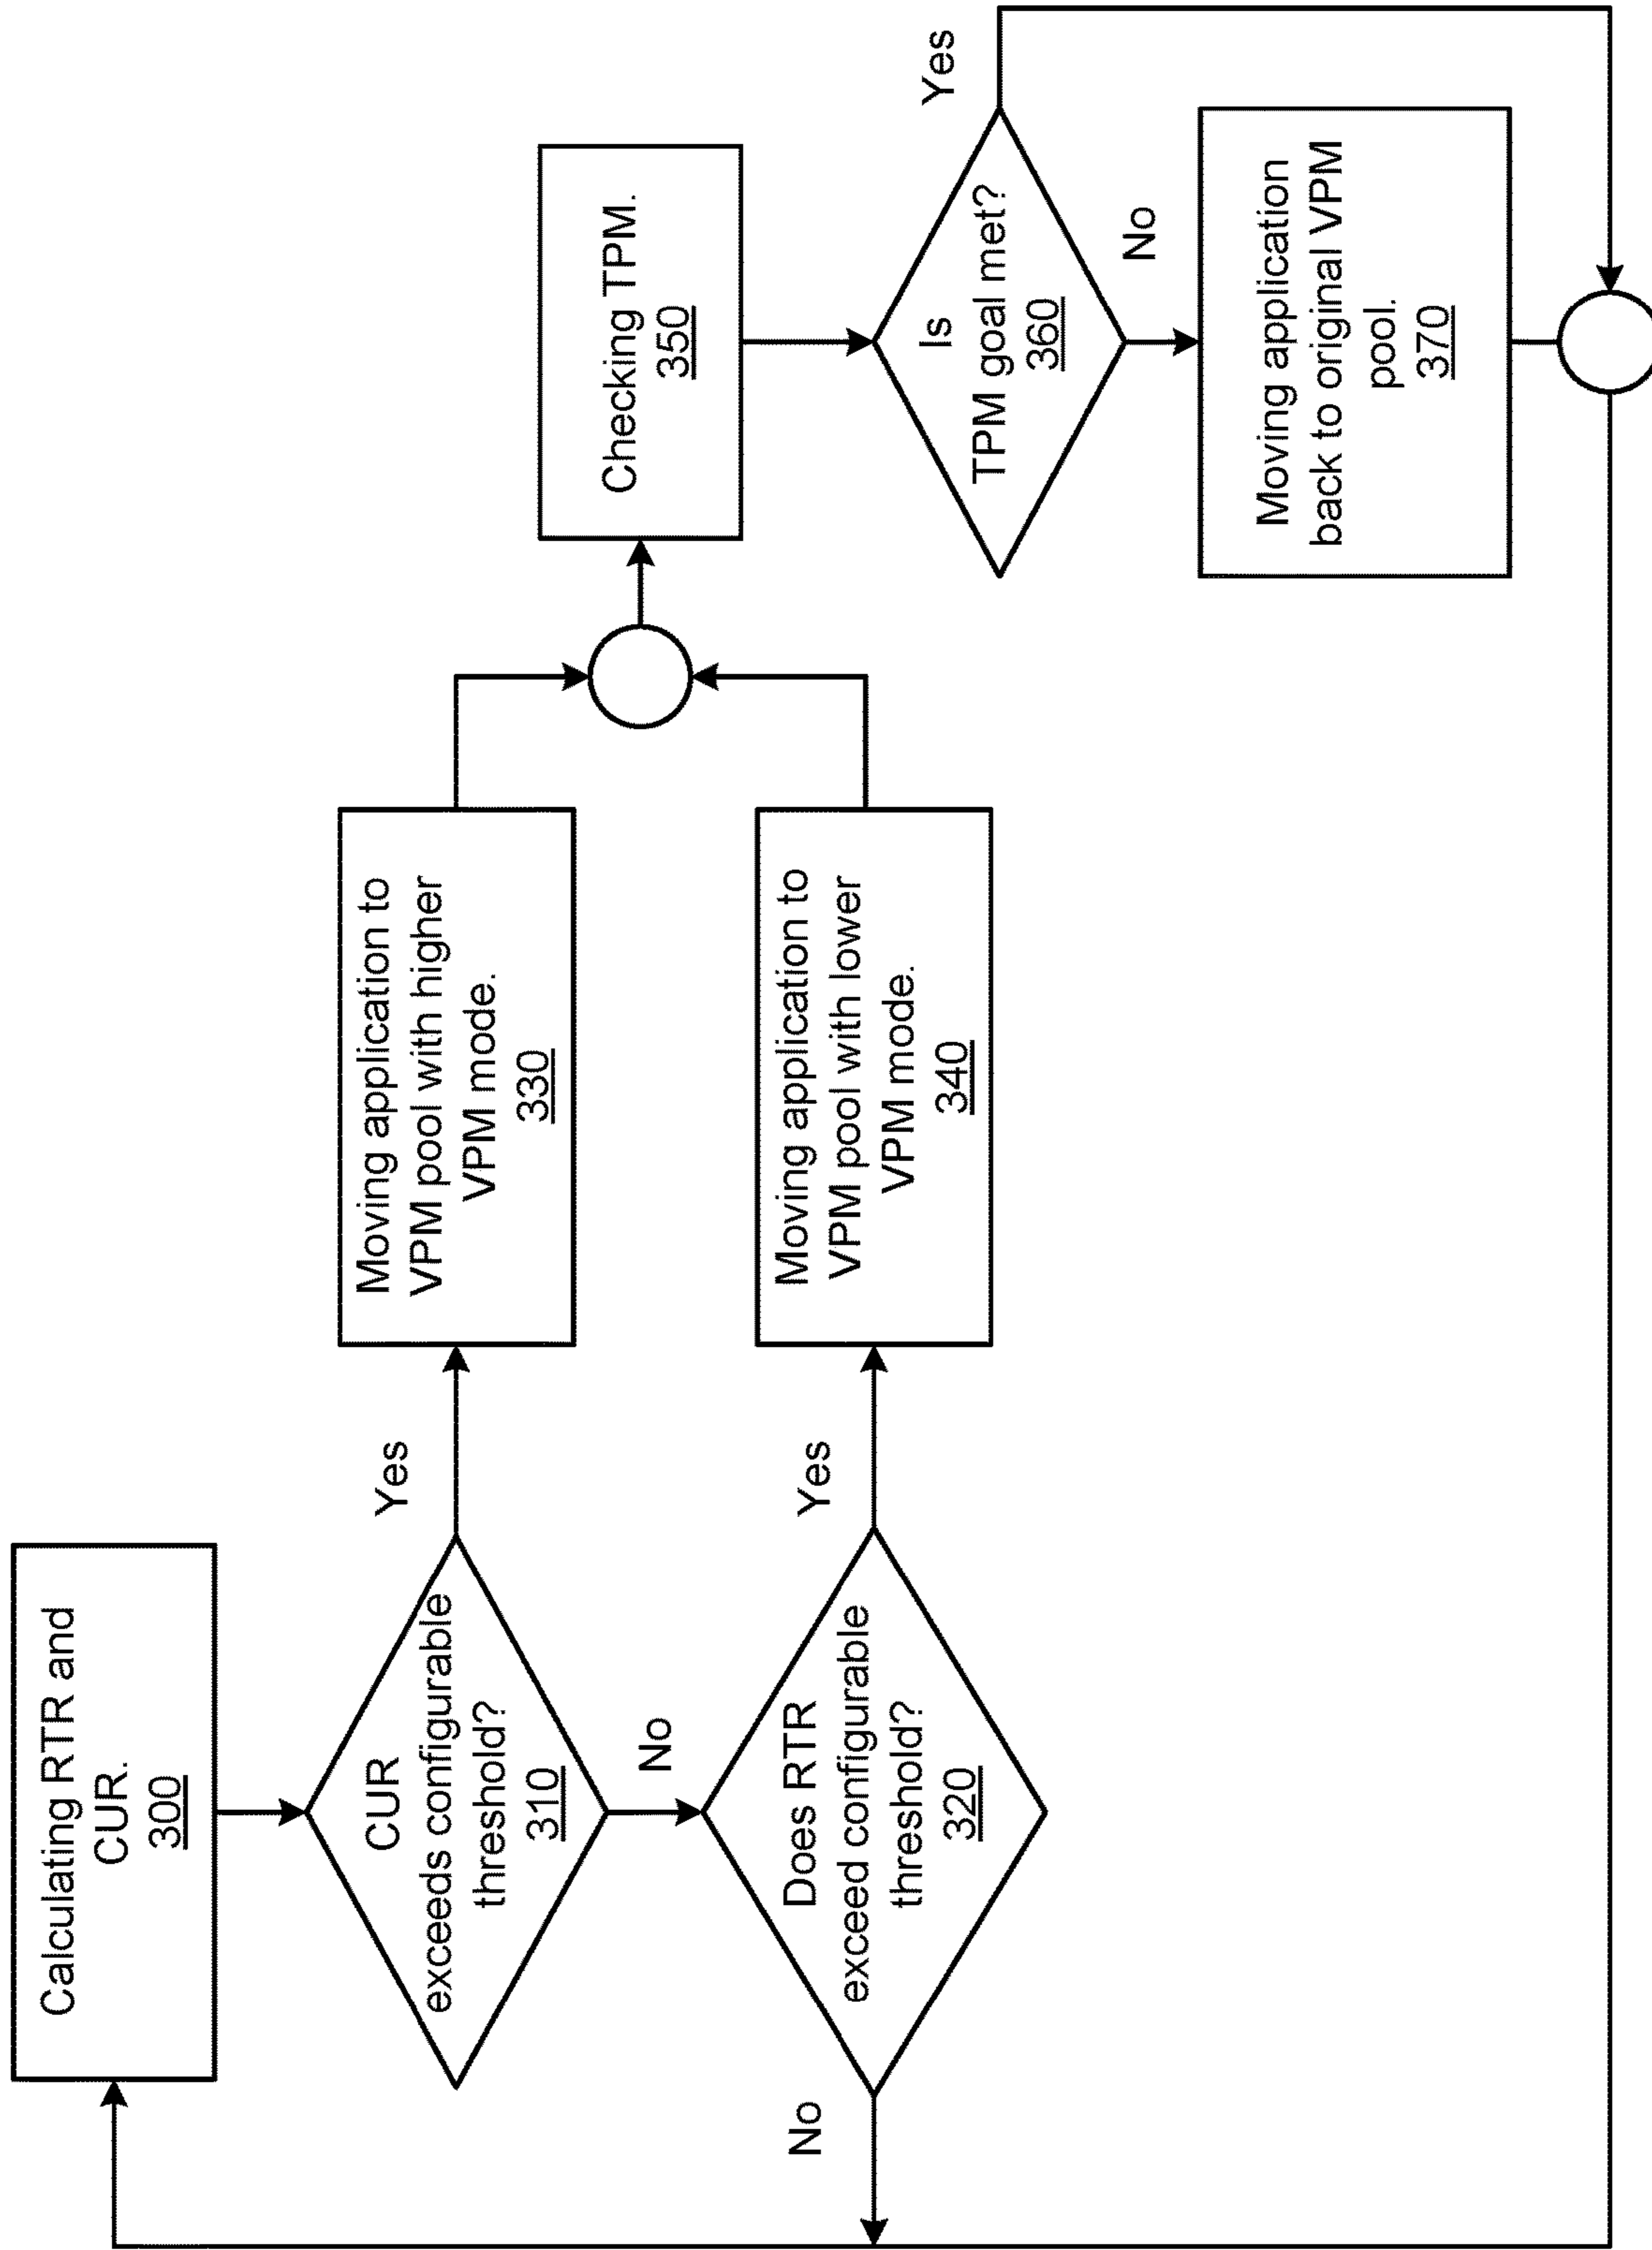 Calculating RTR and
CUR.
300
CUR
exceeds configurable
threshold?
310
Yes
No
Moving application to
VPM pool with higher
VPM mode.
330
Does RTR
exceed configurable
threshold?
320
No
Yes
Moving application to
VPM pool with lower
VPM mode.
340
Checking TPM.
350
Is
TPM goal met?
360
Yes
No
Moving application
back to original VPM
pool.
370